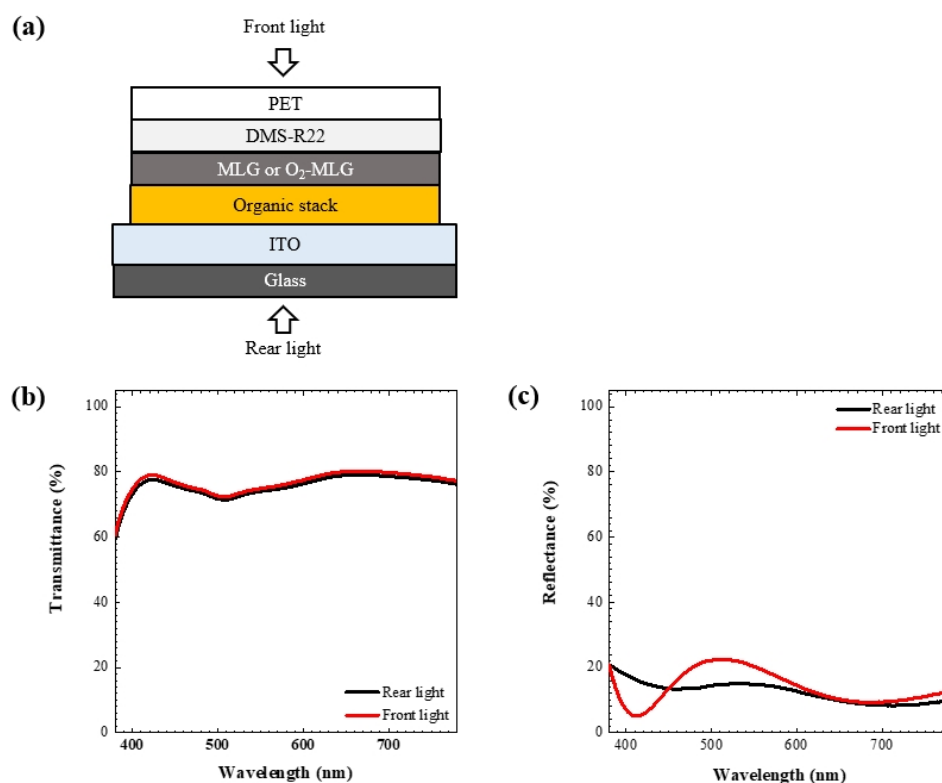 (a)
Front light
PET
DMS-R22
MLG or O₂-MLG
Organic stack
ITO
Glass
Rear light
(b)
100
80
60
40
20
0
Transmittance (%)
Rear light
Front light
400 500 600 700
Wavelength (nm)
(c)
100
80
60
40
20
0
Reflectance (%)
Rear light
Front light
400 500 600 700
Wavelength (nm)